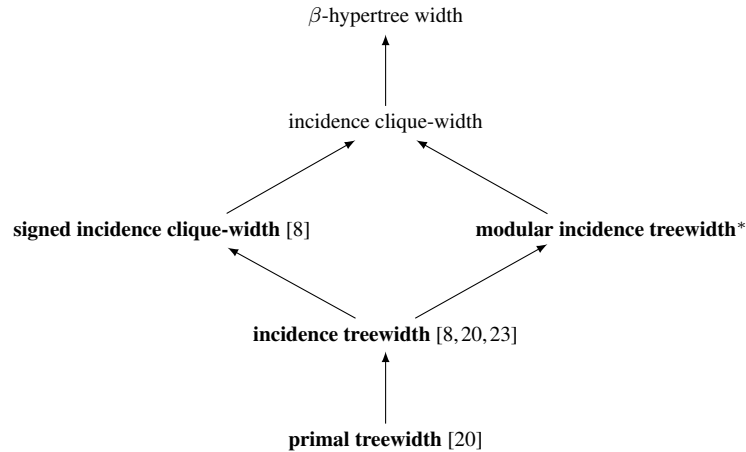 β-hypertree width
incidence clique-width
signed incidence clique-width [8]
modular incidence treewidth*
incidence treewidth [8, 20, 23]
primal treewidth [20]